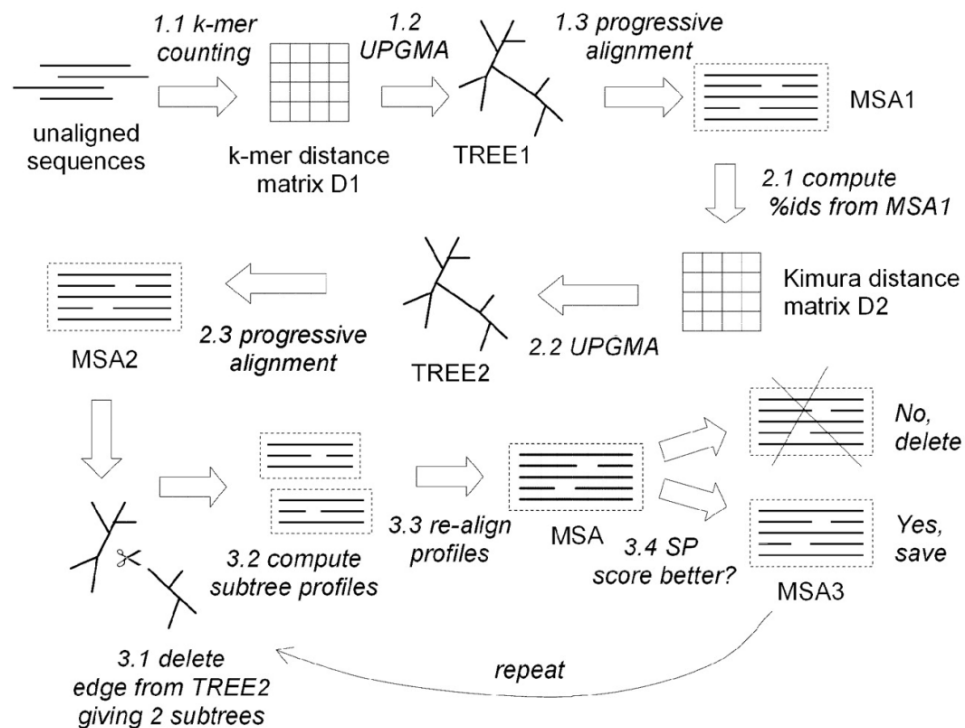 1.1 k-mer
counting
1.2
UPGMA
1.3 progressive
alignment
unaligned
sequences
k-mer distance
matrix D1
TREE1
MSA1
2.1 compute
%ids from MSA1
Kimura distance
matrix D2
2.2 UPGMA
TREE2
2.3 progressive
alignment
MSA2
3.1 delete
edge from TREE2
giving 2 subtrees
3.2 compute
subtree profiles
3.3 re-align
profiles
MSA
3.4 SP
score better?
No,
delete
Yes,
save
MSA3
repeat